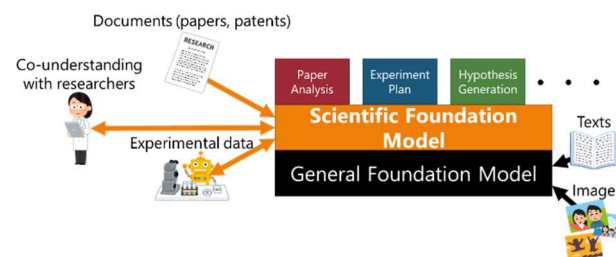 Documents (papers, patents)
RESEARCH
Co-understanding
with researchers
Experimental data
Paper
Analysis
Experiment
Plan
Hypothesis
Generation
Scientific Foundation
Model
General Foundation Model
Texts
Image